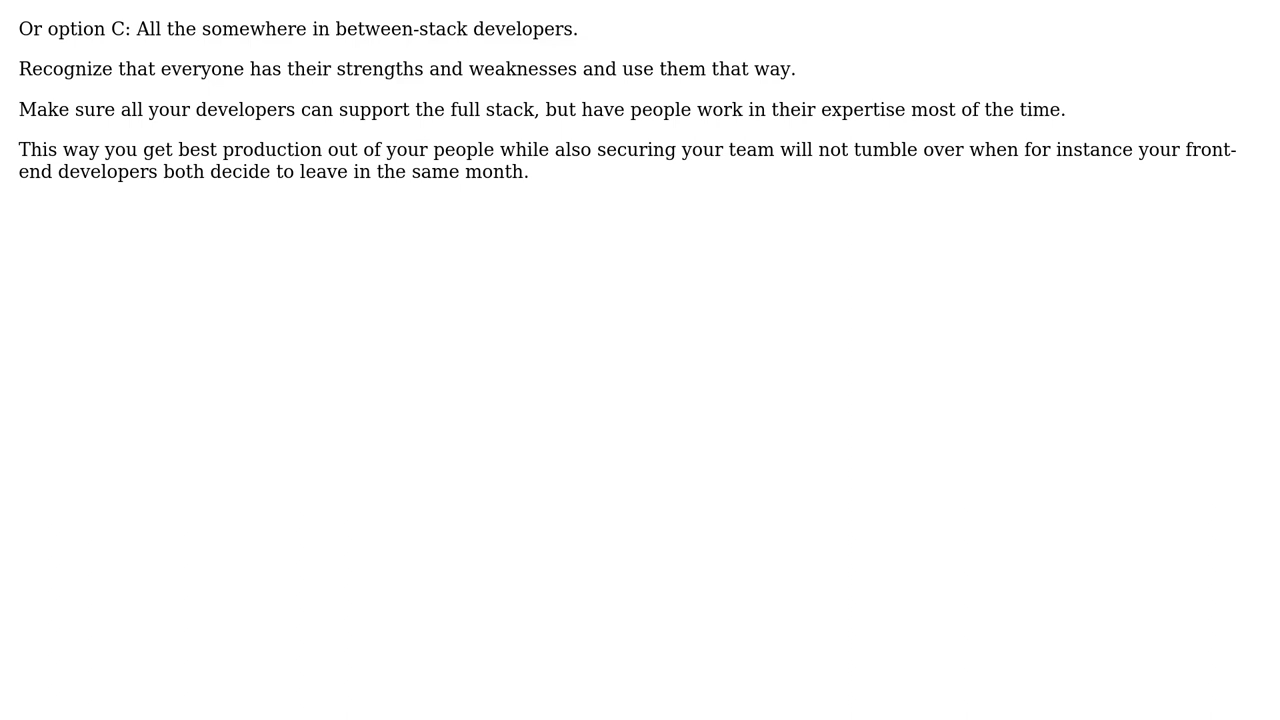 Or option C: All the somewhere in between-stack developers.
Recognize that everyone has their strengths and weaknesses and use them that way.
Make sure all your developers can support the full stack, but have people work in their expertise most of the time.
This way you get best production out of your people while also securing your team will not tumble over when for instance your front-
end developers both decide to leave in the same month.